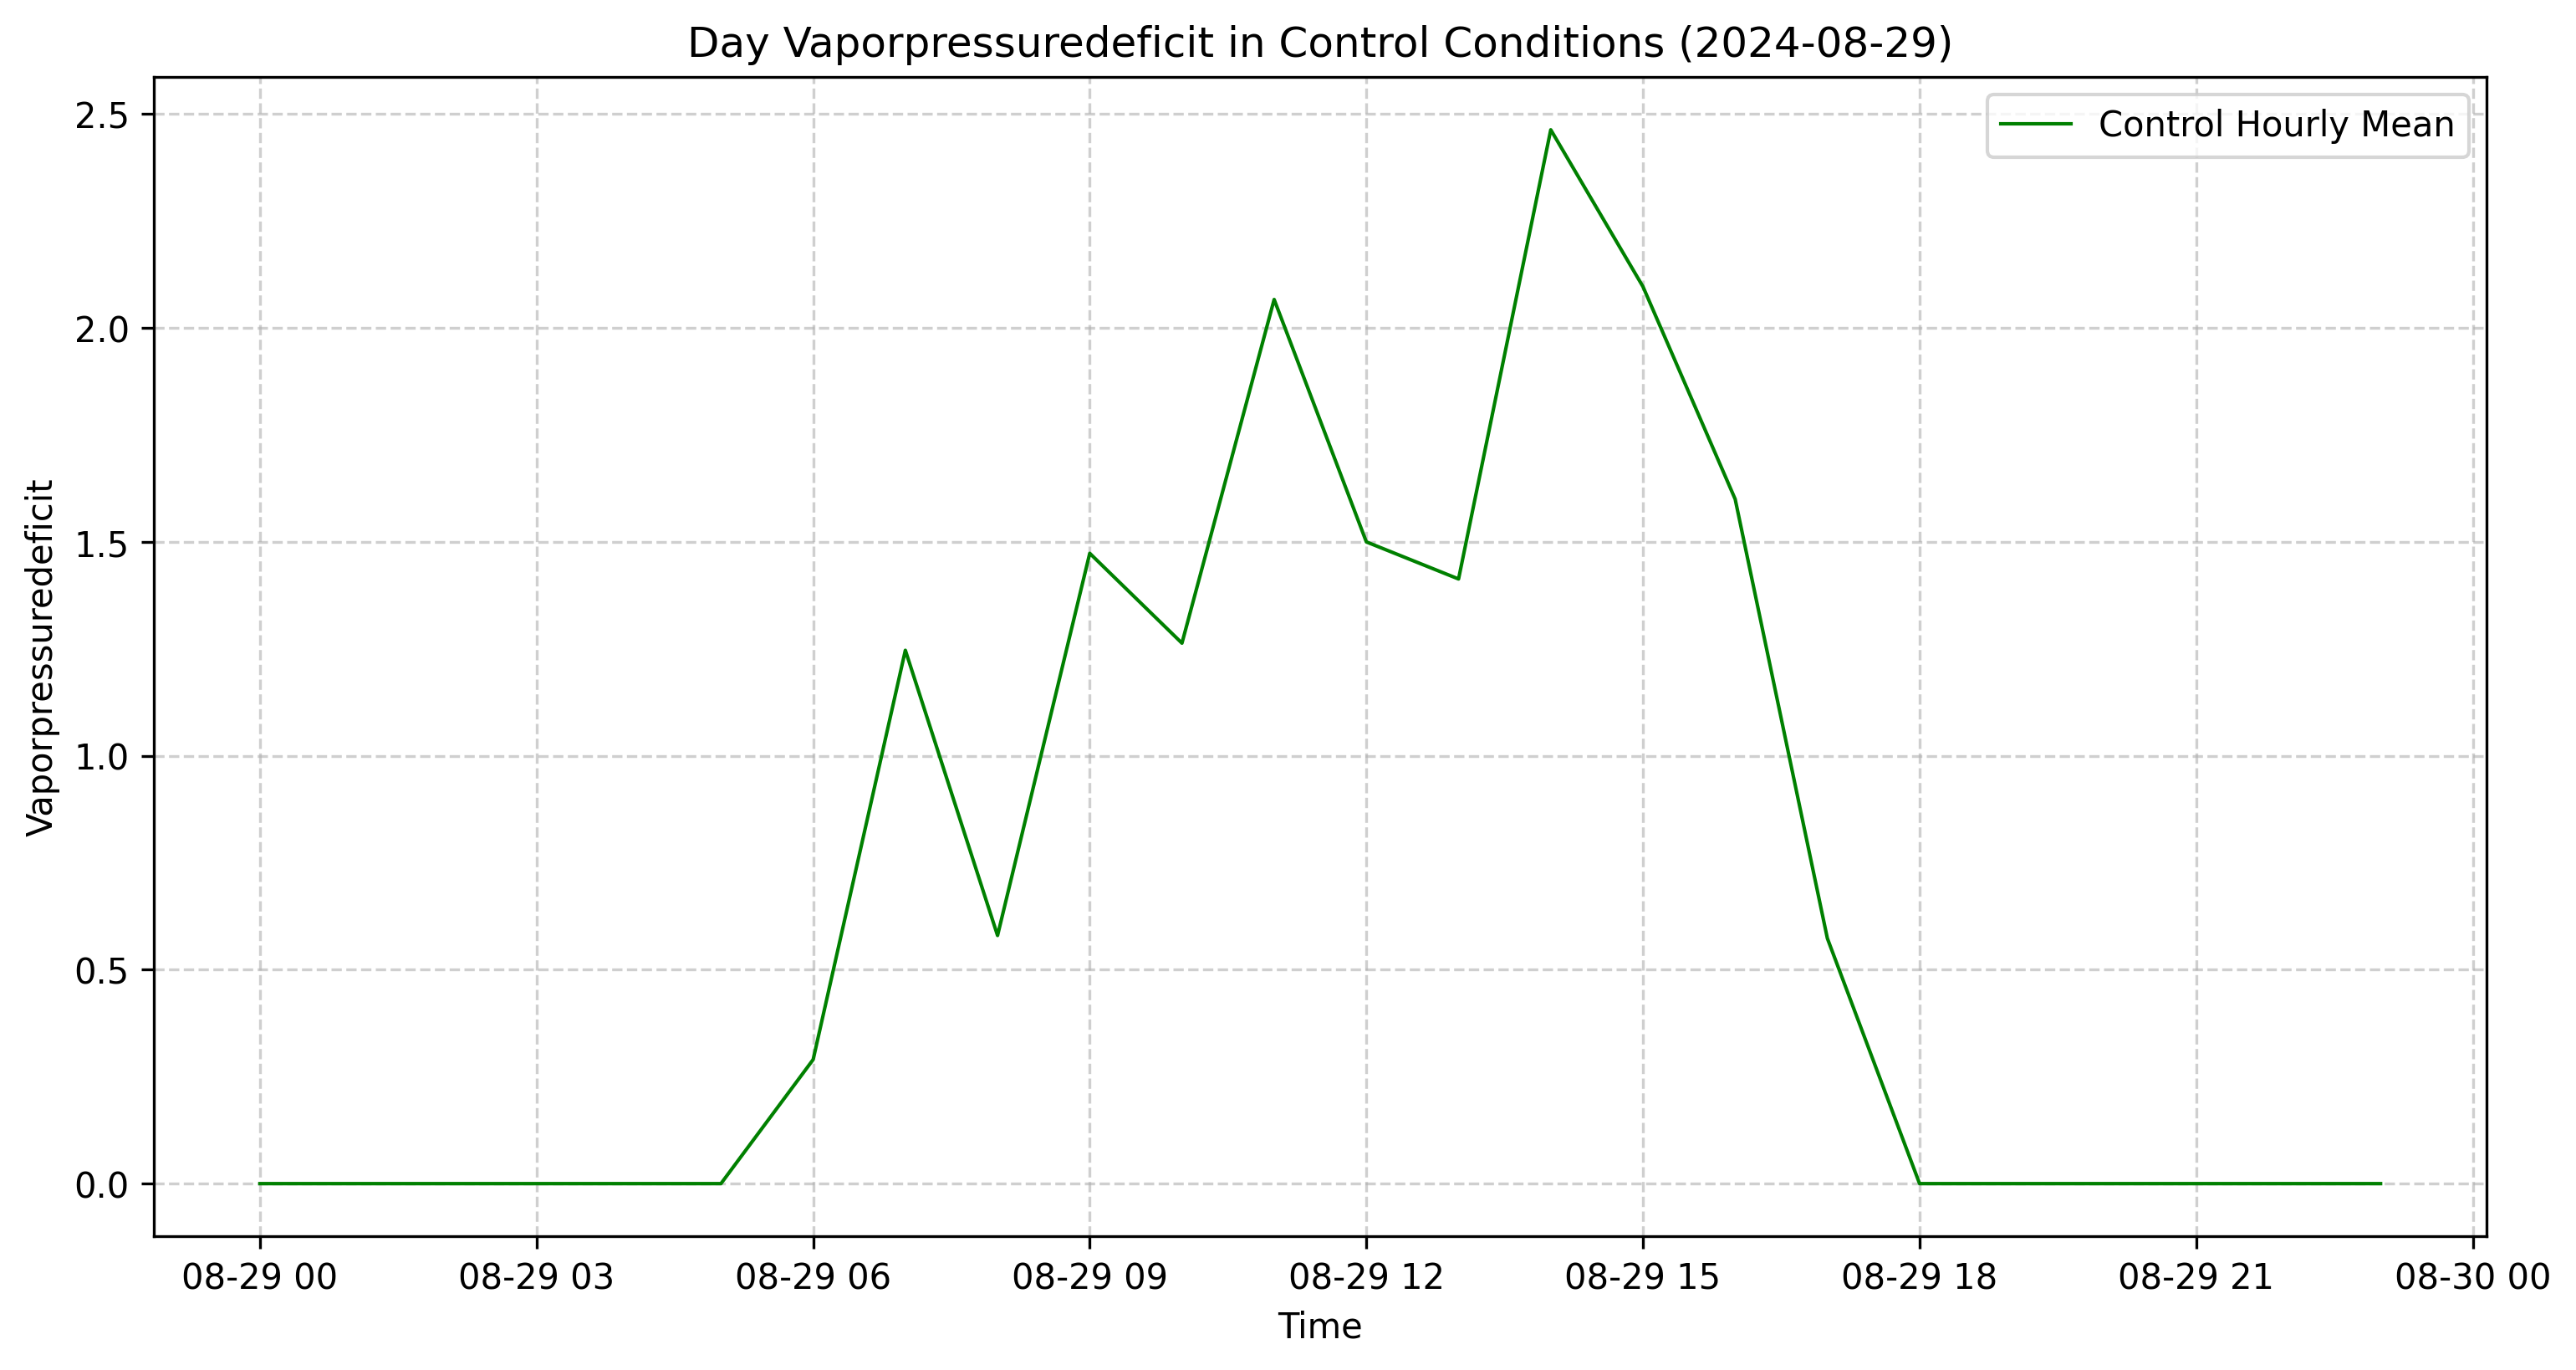 Day Vaporpressuredeficit in Control Conditions (2024-08-29)
Control Hourly Mean
Vaporpressuredeficit
2.5
2.0
1.5
1.0
0.5
0.0
08-29 00 08-29 03 08-29 06 08-29 09 08-29 12 08-29 15 08-29 18 08-29 21 08-30 00
Time